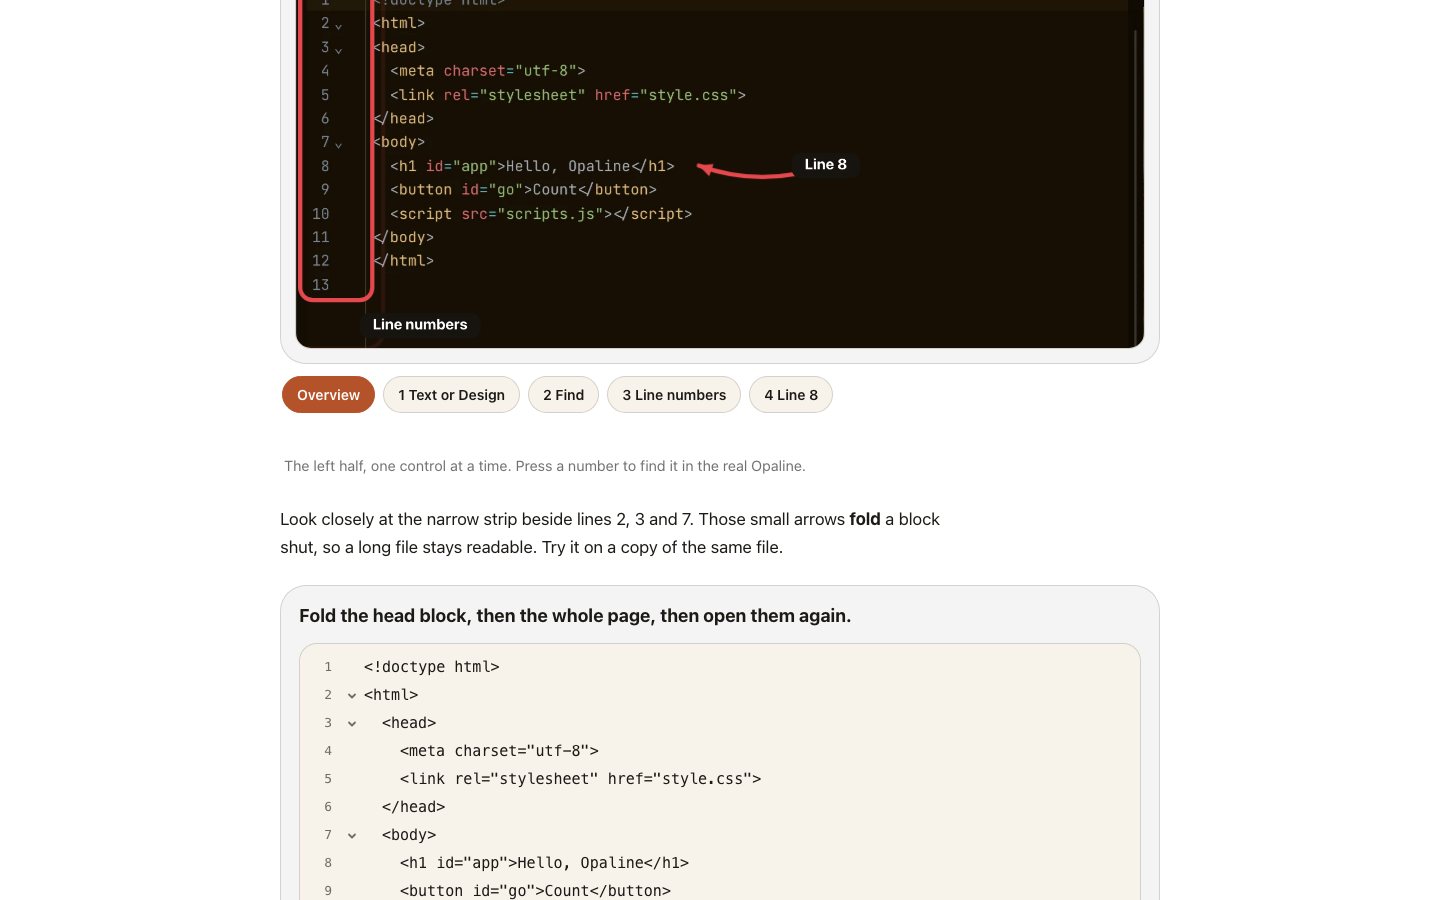 1 <!doctype html>
2 <html>
3 <head>
4 <meta charset="utf-8">
5 <link rel="stylesheet" href="style.css">
6 </head>
7 <body>
8 <h1 id="app">Hello, Opaline</h1>
Line 8
9 <button id="go">Count</button>
10 <script src="scripts.js"></script>
11 </body>
12 </html>
13
Line numbers
Overview
1 Text or Design
2 Find
3 Line numbers
4 Line 8
The left half, one control at a time. Press a number to find it in the real Opaline.
Look closely at the narrow strip beside lines 2, 3 and 7. Those small arrows fold a block
shut, so a long file stays readable. Try it on a copy of the same file.
Fold the head block, then the whole page, then open them again.
1 <!doctype html>
2 <html>
3 <head>
4 <meta charset="utf-8">
5 <link rel="stylesheet" href="style.css">
6 </head>
7 <body>
8 <h1 id="app">Hello, Opaline</h1>
9 <button id="go">Count</button>